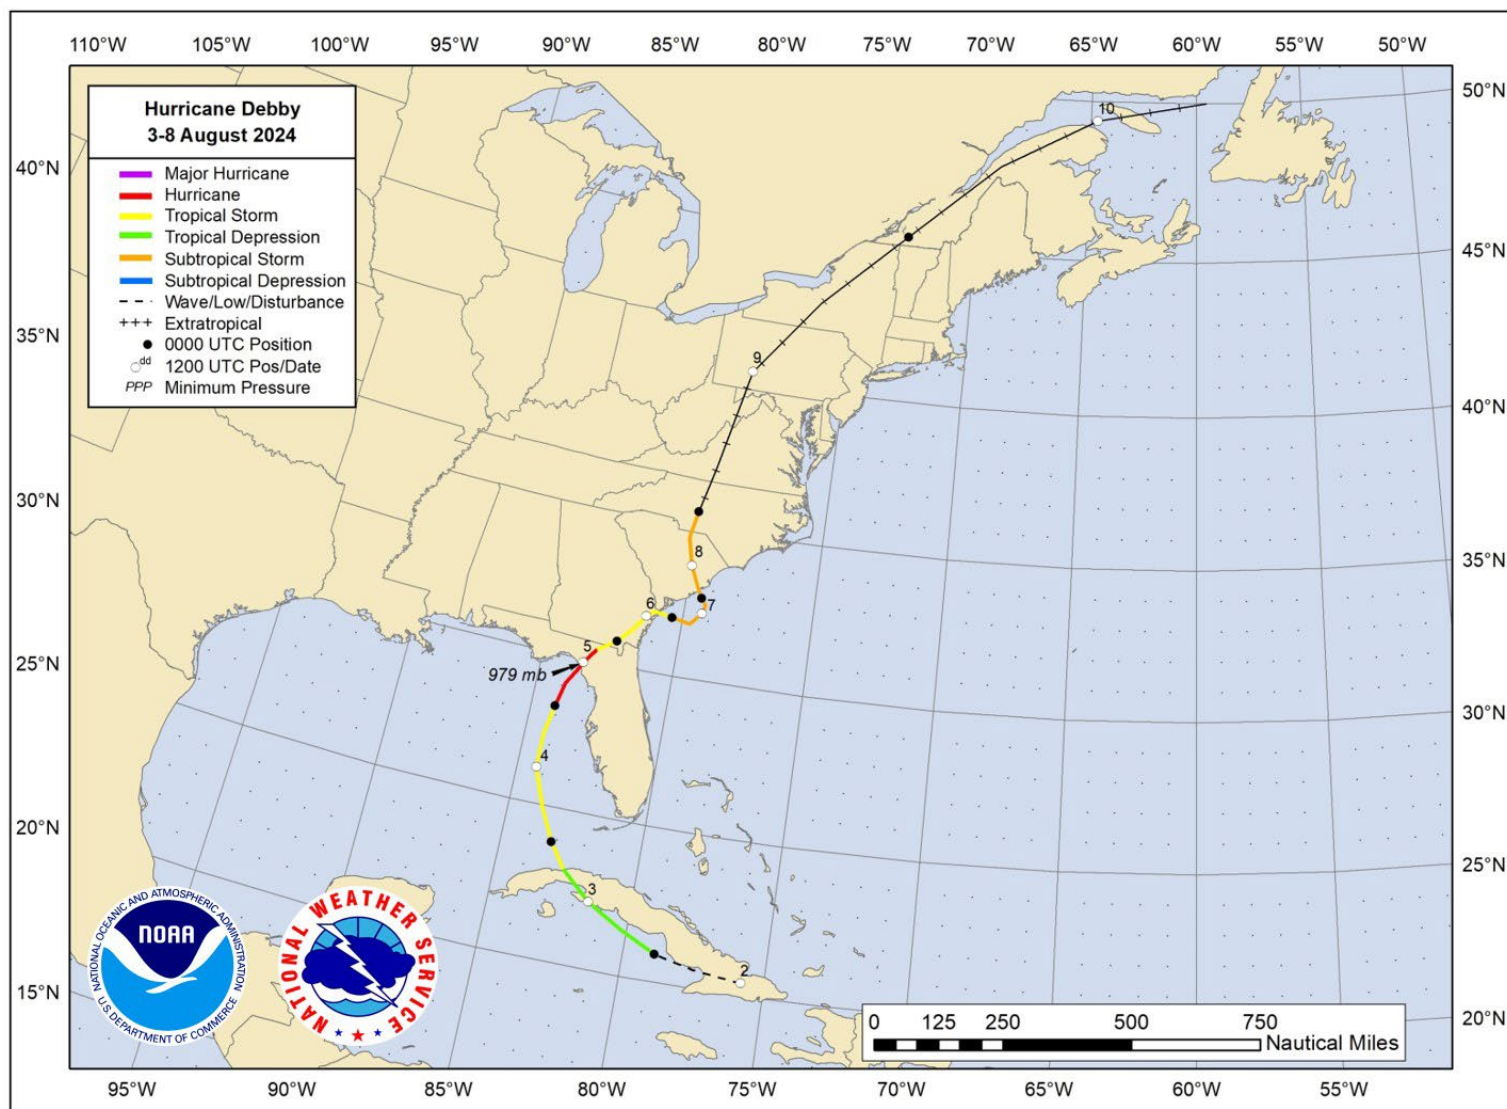 110°W 105°W 100°W 95°W 90°W 85°W 80°W 75°W 70°W 65°W 60°W 55°W 50°W
Hurricane Debby
3-8 August 2024
Major Hurricane
Hurricane
Tropical Storm
Tropical Depression
Subtropical Storm
Subtropical Depression
Wave/Low/Disturbance
Extratropical
0000 UTC Position
dd 1200 UTC Pos/Date
PPP Minimum Pressure
40°N
35°N
30°N
25°N
20°N
15°N
50°N
45°N
40°N
35°N
30°N
25°N
20°N
10
9
8
7
6
5
979 mb
4
3
2
NATIONAL OCEANIC AND ATMOSPHERIC ADMINISTRATION
NOAA
U.S. DEPARTMENT OF COMMERCE
NATIONAL WEATHER SERVICE
0 125 250 500 750
Nautical Miles
95°W 90°W 85°W 80°W 75°W 70°W 65°W 60°W 55°W